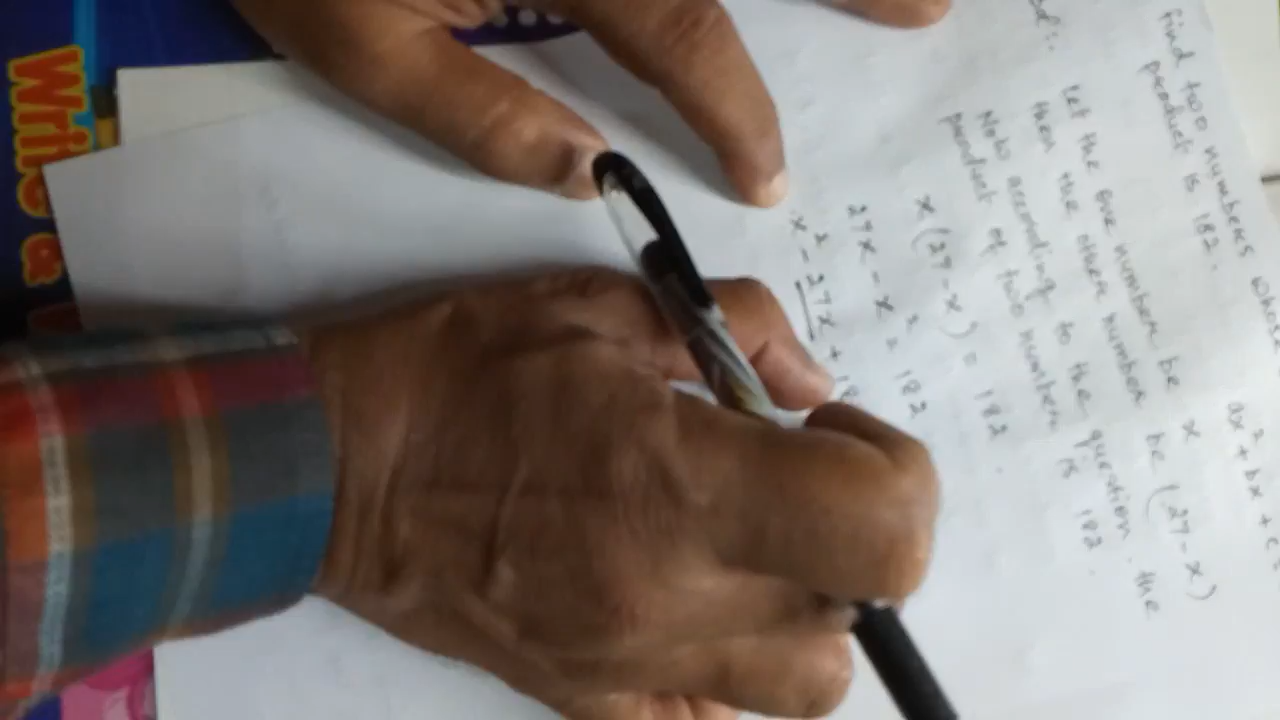 ax² + bx + c =
Find two numbers whose
product is 182.
Let the one number be x
then the other number be (27 - x)
Now according to the question. the
product of two numbers is 182.
x(27 - x) = 182.
27x - x² = 182
x² - 27x + 18
Write a